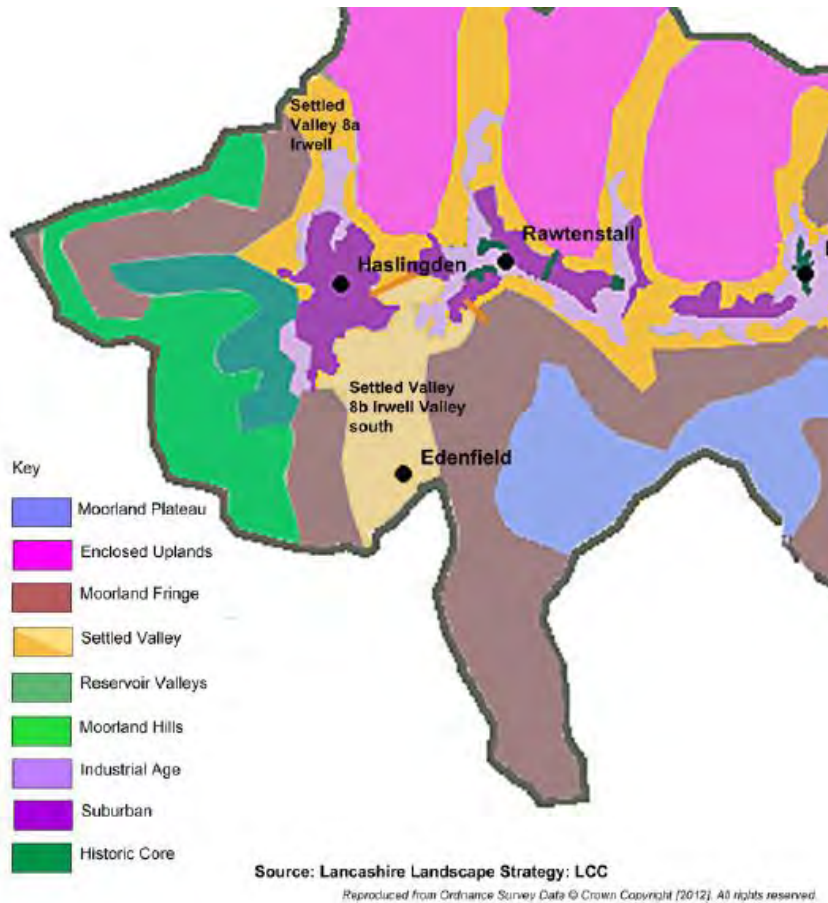 Settled
Valley 8a
Irwell
Rawtenstall
Haslingden
Settled Valley
8b Irwell Valley
south
Edenfield
Key
Moorland Plateau
Enclosed Uplands
Moorland Fringe
Settled Valley
Reservoir Valleys
Moorland Hills
Industrial Age
Suburban
Historic Core
Source: Lancashire Landscape Strategy: LCC
Reproduced from Ordnance Survey Data © Crown Copyright [2012]. All rights reserved.